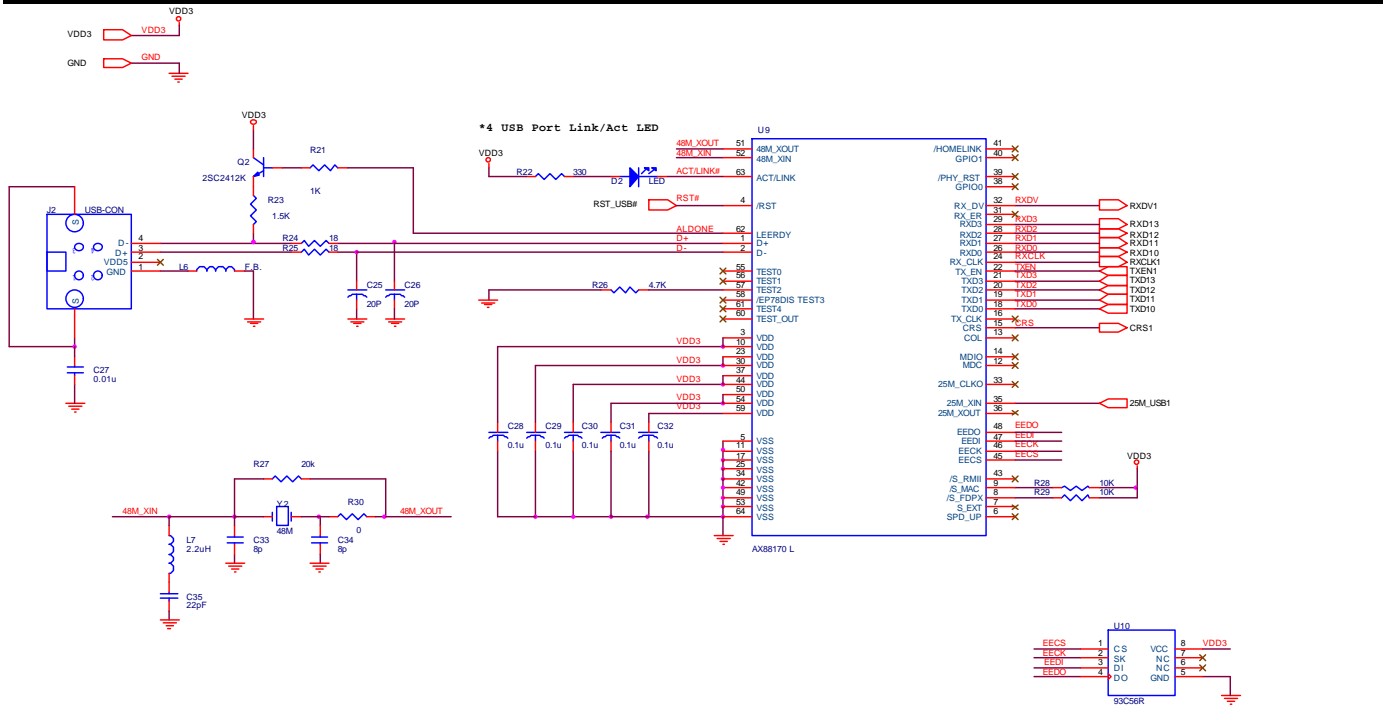 VDD3
VDD3 VDD3
GND GND
VDD3
Q2
2SC2412K
R21
1K
R23
1.5K
J2 USB-CON
S
S
D- 4
D+ 3
VDD5 2
GND 1
R24 18
R25 18
L6 F.B.
C25
20P
C26
20P
C27
0.01u
*4 USB Port Link/Act LED
VDD3
R22 330
D2 LED
RST_USB#
R26 4.7K
U9
48M_XOUT 51 48M_XOUT
48M_XIN 52 48M_XIN
ACT/LINK# 63 ACT/LINK
RST# 4 /RST
ALDONE 62 LEERDY
D+ 1 D+
D- 2 D-
55 TEST0
56 TEST1
57 TEST2
58 /EP78DIS TEST3
61 TEST4
60 TEST_OUT
3 VDD
VDD3 10 VDD
23 VDD
VDD3 30 VDD
37 VDD
VDD3 44 VDD
50 VDD
VDD3 54 VDD
VDD3 59 VDD
5 VSS
11 VSS
17 VSS
25 VSS
34 VSS
42 VSS
49 VSS
53 VSS
64 VSS
AX88170 L
C28
0.1u
C29
0.1u
C30
0.1u
C31
0.1u
C32
0.1u
/HOMELINK 41
GPIO1 40
/PHY_RST 39
GPIO0 38
RX_DV 32 RXDV RXDV1
RX_ER 31
RXD3 29 RXD3 RXD13
RXD2 28 RXD2 RXD12
RXD1 27 RXD1 RXD11
RXD0 26 RXD0 RXD10
RX_CLK 24 RXCLK RXCLK1
TX_EN 22 TXEN TXEN1
TXD3 21 TXD3 TXD13
TXD2 20 TXD2 TXD12
TXD1 19 TXD1 TXD11
TXD0 18 TXD0 TXD10
TX_CLK 16
CRS 15 CRS CRS1
COL 13
MDIO 14
MDC 12
25M_CLKO 33
25M_XIN 35 25M_USB1
25M_XOUT 36
EEDO 48 EEDO
EEDI 47 EEDI
EECK 46 EECK
EECS 45 EECS
VDD3
/S_RMII 43
/S_MAC 9 R28 10K
/S_FDPX 8 R29 10K
S_EXT 7
SPD_UP 6
R27 20k
48M_XIN
Y2
48M
R30
0
48M_XOUT
L7
2.2uH
C33
8p
C34
8p
C35
22pF
U10
EECS 1 CS VCC 8 VDD3
EECK 2 SK NC 7
EEDI 3 DI NC 6
EEDO 4 DO GND 5
93C56R